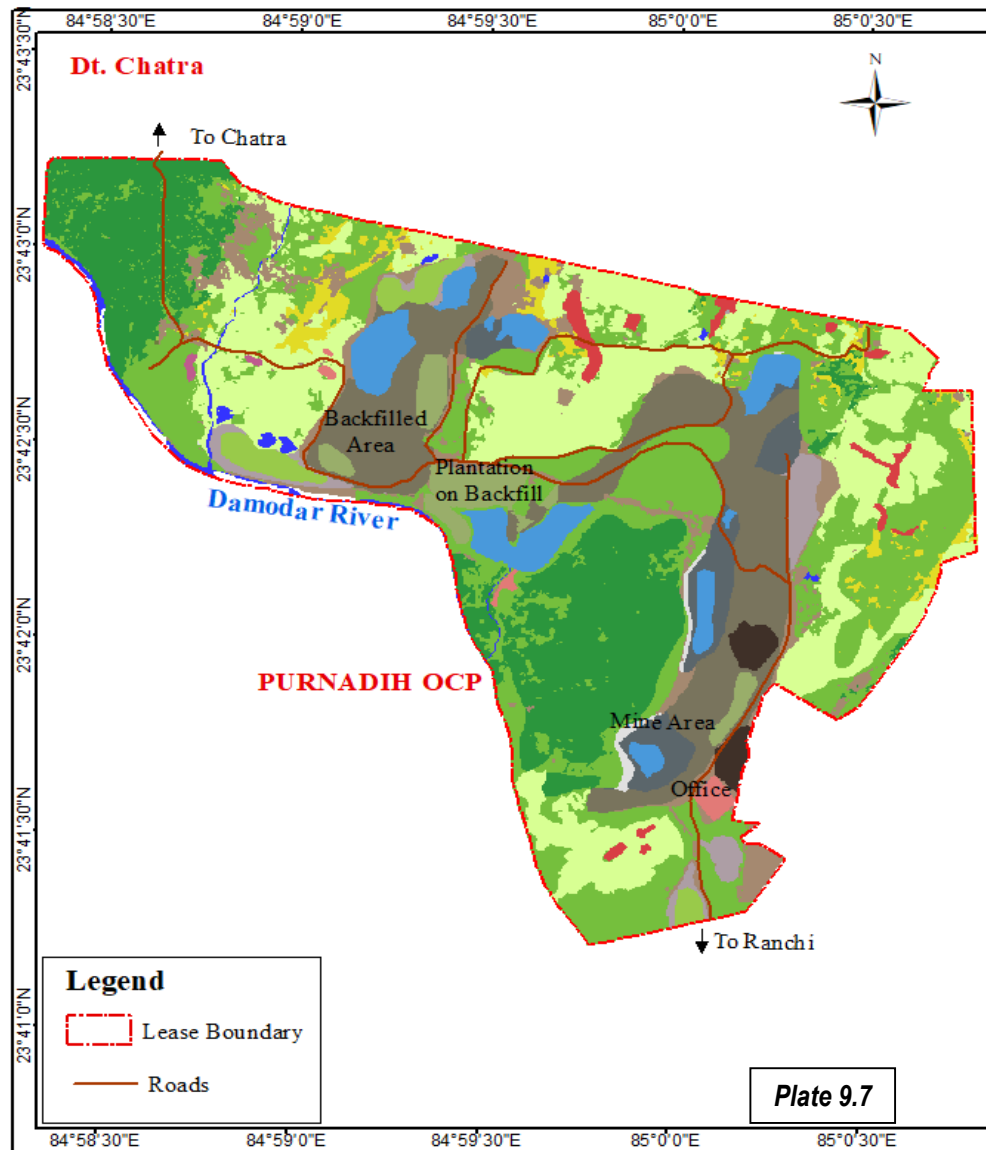 84°58'30"E 84°59'0"E 84°59'30"E 85°0'0"E 85°0'30"E
23°43'30"N
Dt. Chatra
N
To Chatra
23°43'0"N
23°42'30"N
Backfilled
Area
Plantation
on Backfill
Damodar River
23°42'0"N
PURNADIH OCP
Mine Area
Office
23°41'30"N
To Ranchi
Legend
Lease Boundary
23°41'0"N
Roads
Plate 9.7
84°58'30"E 84°59'0"E 84°59'30"E 85°0'0"E 85°0'30"E